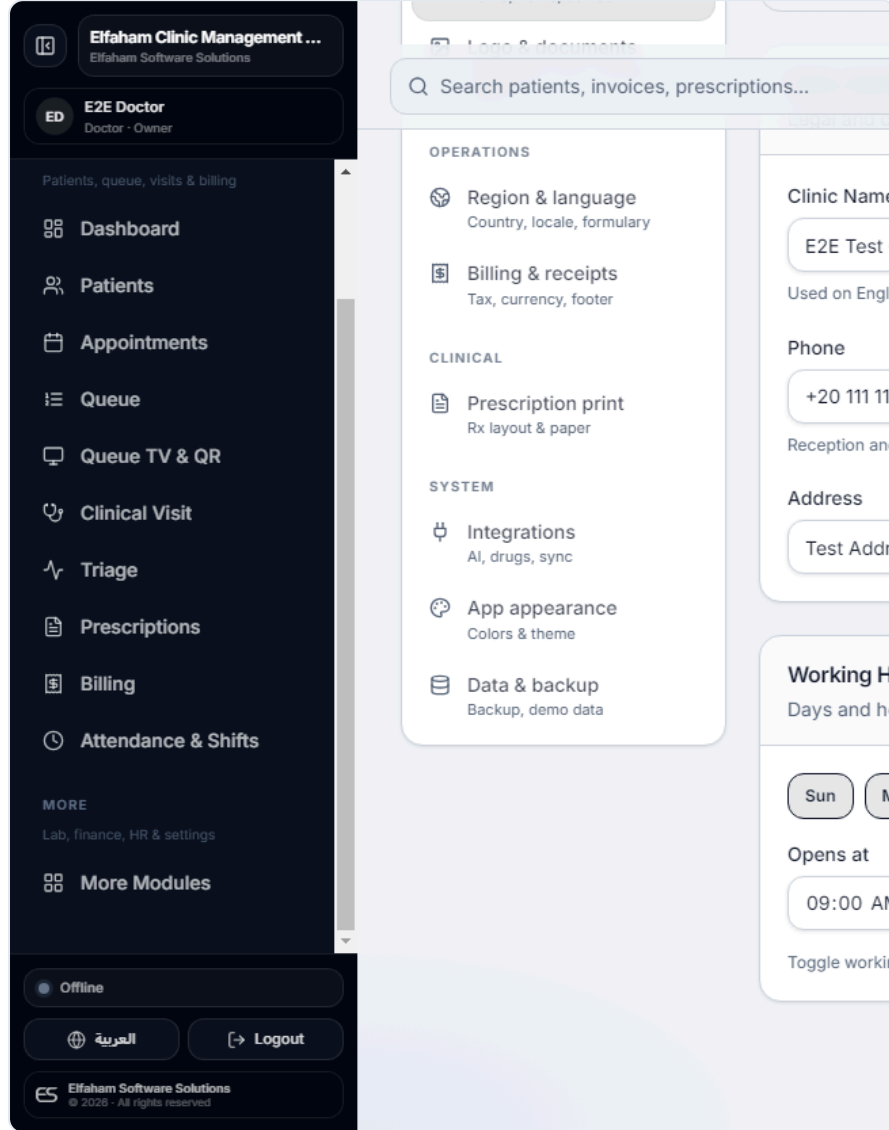 Elfaham Clinic Management ...
Elfaham Software Solutions
ED
E2E Doctor
Doctor · Owner
Patients, queue, visits & billing
Dashboard
Patients
Appointments
Queue
Queue TV & QR
Clinical Visit
Triage
Prescriptions
Billing
Attendance & Shifts
MORE
Lab, finance, HR & settings
More Modules
Offline
العربية
Logout
ES
Elfaham Software Solutions
© 2026 · All rights reserved
Logo & documents
Search patients, invoices, prescriptions...
OPERATIONS
Region & language
Country, locale, formulary
Billing & receipts
Tax, currency, footer
CLINICAL
Prescription print
Rx layout & paper
SYSTEM
Integrations
AI, drugs, sync
App appearance
Colors & theme
Data & backup
Backup, demo data
Legal and
Clinic Name
E2E Test
Used on Engl
Phone
+20 111 11
Reception an
Address
Test Addr
Working H
Days and h
Sun
M
Opens at
09:00 AM
Toggle workin